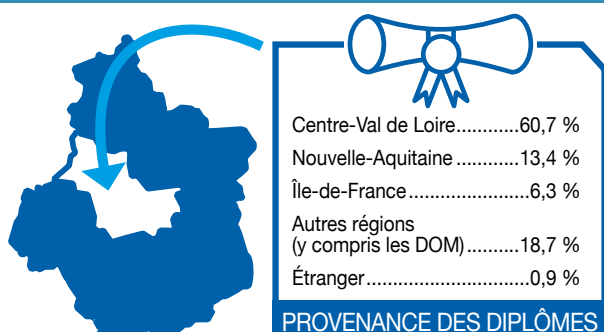 Centre-Val de Loire............60,7 %
Nouvelle-Aquitaine ............13,4 %
Île-de-France.......................6,3 %
Autres régions
(y compris les DOM)..........18,7 %
Étranger...............................0,9 %
PROVENANCE DES DIPLÔMES